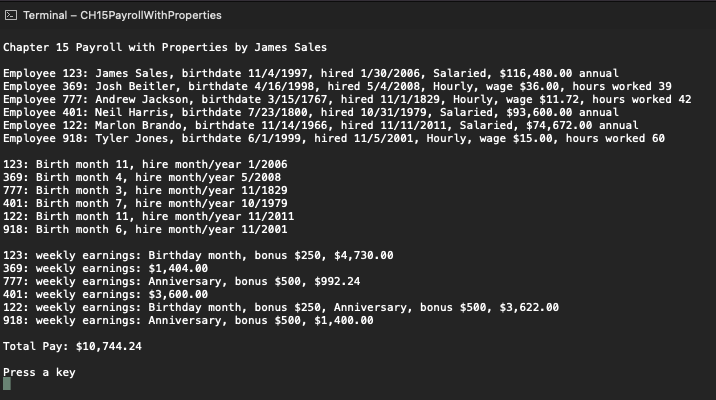 Terminal – CH15PayrollWithProperties
Chapter 15 Payroll with Properties by James Sales
Employee 123: James Sales, birthdate 11/4/1997, hired 1/30/2006, Salaried, $116,480.00 annual
Employee 369: Josh Beitler, birthdate 4/16/1998, hired 5/4/2008, Hourly, wage $36.00, hours worked 39
Employee 777: Andrew Jackson, birthdate 3/15/1767, hired 11/1/1829, Hourly, wage $11.72, hours worked 42
Employee 401: Neil Harris, birthdate 7/23/1800, hired 10/31/1979, Salaried, $93,600.00 annual
Employee 122: Marlon Brando, birthdate 11/14/1966, hired 11/11/2011, Salaried, $74,672.00 annual
Employee 918: Tyler Jones, birthdate 6/1/1999, hired 11/5/2001, Hourly, wage $15.00, hours worked 60
123: Birth month 11, hire month/year 1/2006
369: Birth month 4, hire month/year 5/2008
777: Birth month 3, hire month/year 11/1829
401: Birth month 7, hire month/year 10/1979
122: Birth month 11, hire month/year 11/2011
918: Birth month 6, hire month/year 11/2001
123: weekly earnings: Birthday month, bonus $250, $4,730.00
369: weekly earnings: $1,404.00
777: weekly earnings: Anniversary, bonus $500, $992.24
401: weekly earnings: $3,600.00
122: weekly earnings: Birthday month, bonus $250, Anniversary, bonus $500, $3,622.00
918: weekly earnings: Anniversary, bonus $500, $1,400.00
Total Pay: $10,744.24
Press a key